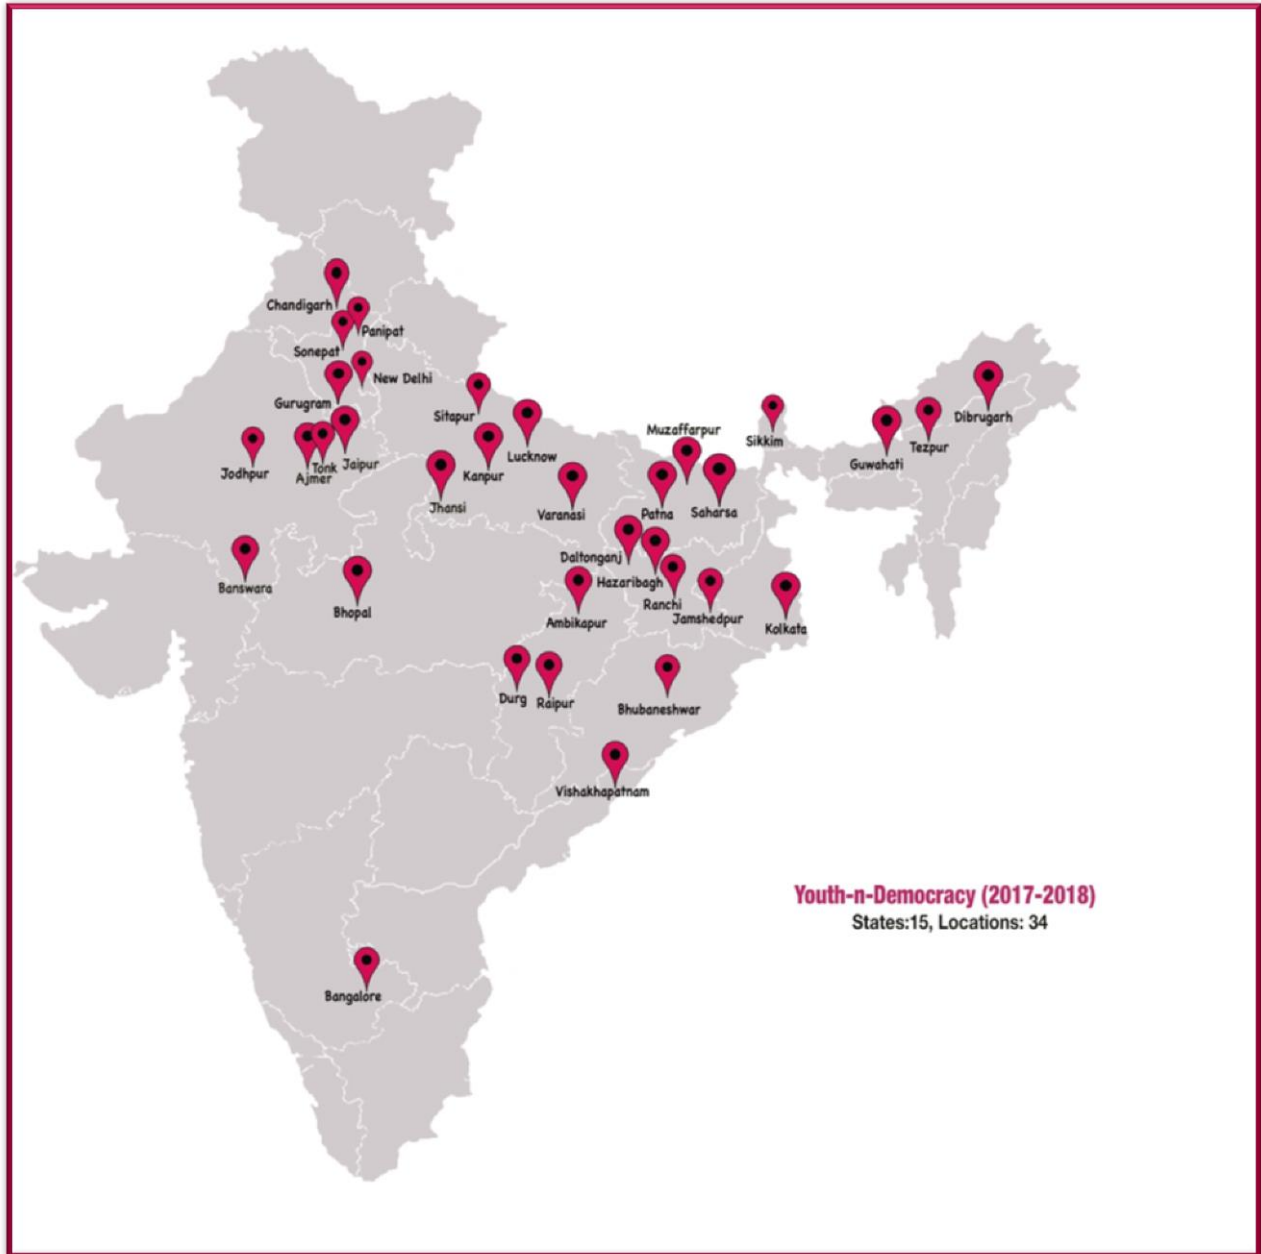 Chandigarh
Panipat
Sonepat
New Delhi
Gurugram
Sitapur
Lucknow
Kanpur
Jodhpur
Ajmer
Tonk
Jaipur
Jhansi
Varanasi
Muzaffarpur
Patna
Saharsa
Sikkim
Guwahati
Tezpur
Dibrugarh
Daltonganj
Hazaribagh
Ranchi
Jamshedpur
Kolkata
Banswara
Bhopal
Ambikapur
Durg
Raipur
Bhubaneshwar
Vishakhapatnam
Bangalore
Youth-n-Democracy (2017-2018)
States:15, Locations: 34